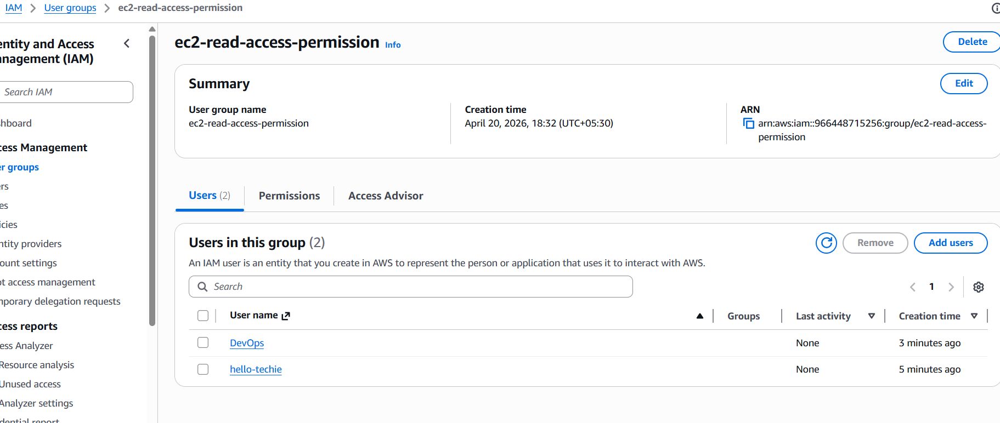 IAM > User groups > ec2-read-access-permission
entity and Access
nagement (IAM)
Search IAM
hboard
cess Management
er groups
ers
es
icies
ntity providers
ount settings
ot access management
mporary delegation requests
cess reports
ess Analyzer
Resource analysis
Unused access
Analyzer settings
dential report
ec2-read-access-permission Info
Delete
Summary
Edit
User group name
ec2-read-access-permission
Creation time
April 20, 2026, 18:32 (UTC+05:30)
ARN
arn:aws:iam::966448715256:group/ec2-read-access-
permission
Users (2) Permissions Access Advisor
Users in this group (2)
Remove Add users
An IAM user is an entity that you create in AWS to represent the person or application that uses it to interact with AWS.
Search
1
User name Groups Last activity Creation time
DevOps None 3 minutes ago
hello-techie None 5 minutes ago